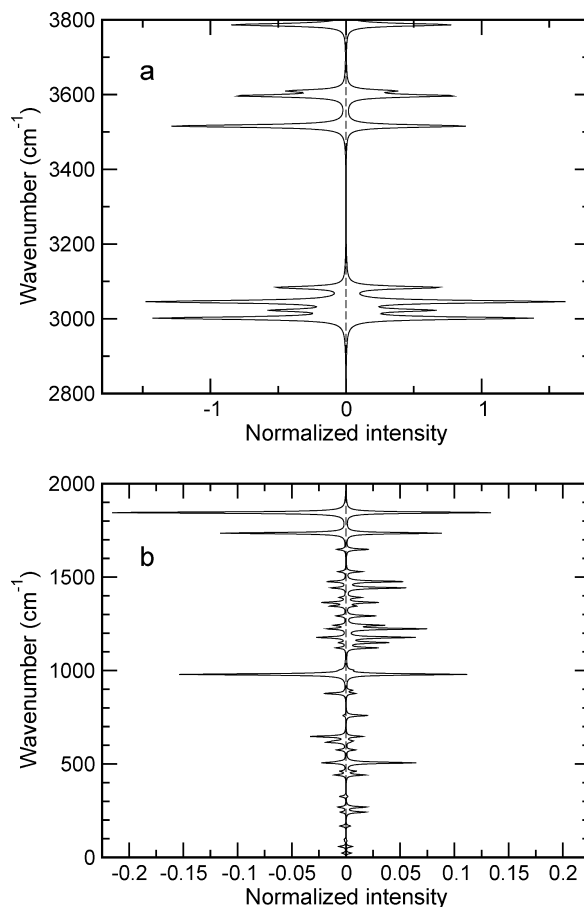 3800
a
3600
3400
3200
3000
2800
Wavenumber (cm-1)
-1 0 1
Normalized intensity
2000
b
1500
1000
500
0
Wavenumber (cm-1)
-0.2 -0.15 -0.1 -0.05 0 0.05 0.1 0.15 0.2
Normalized intensity